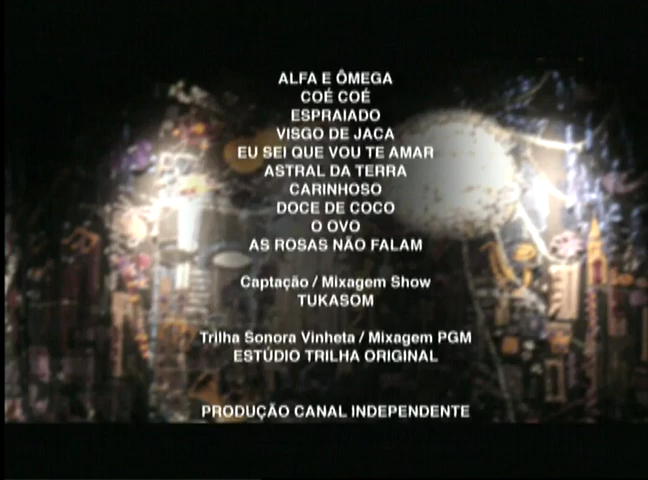 ALFA E ÔMEGA
COÉ COÉ
ESPRAIADO
VISGO DE JACA
EU SEI QUE VOU TE AMAR
ASTRAL DA TERRA
CARINHOSO
DOCE DE COCO
O OVO
AS ROSAS NÃO FALAM
Captação / Mixagem Show
TUKASOM
Trilha Sonora Vinheta / Mixagem PGM
ESTÚDIO TRILHA ORIGINAL
PRODUÇÃO CANAL INDEPENDENTE